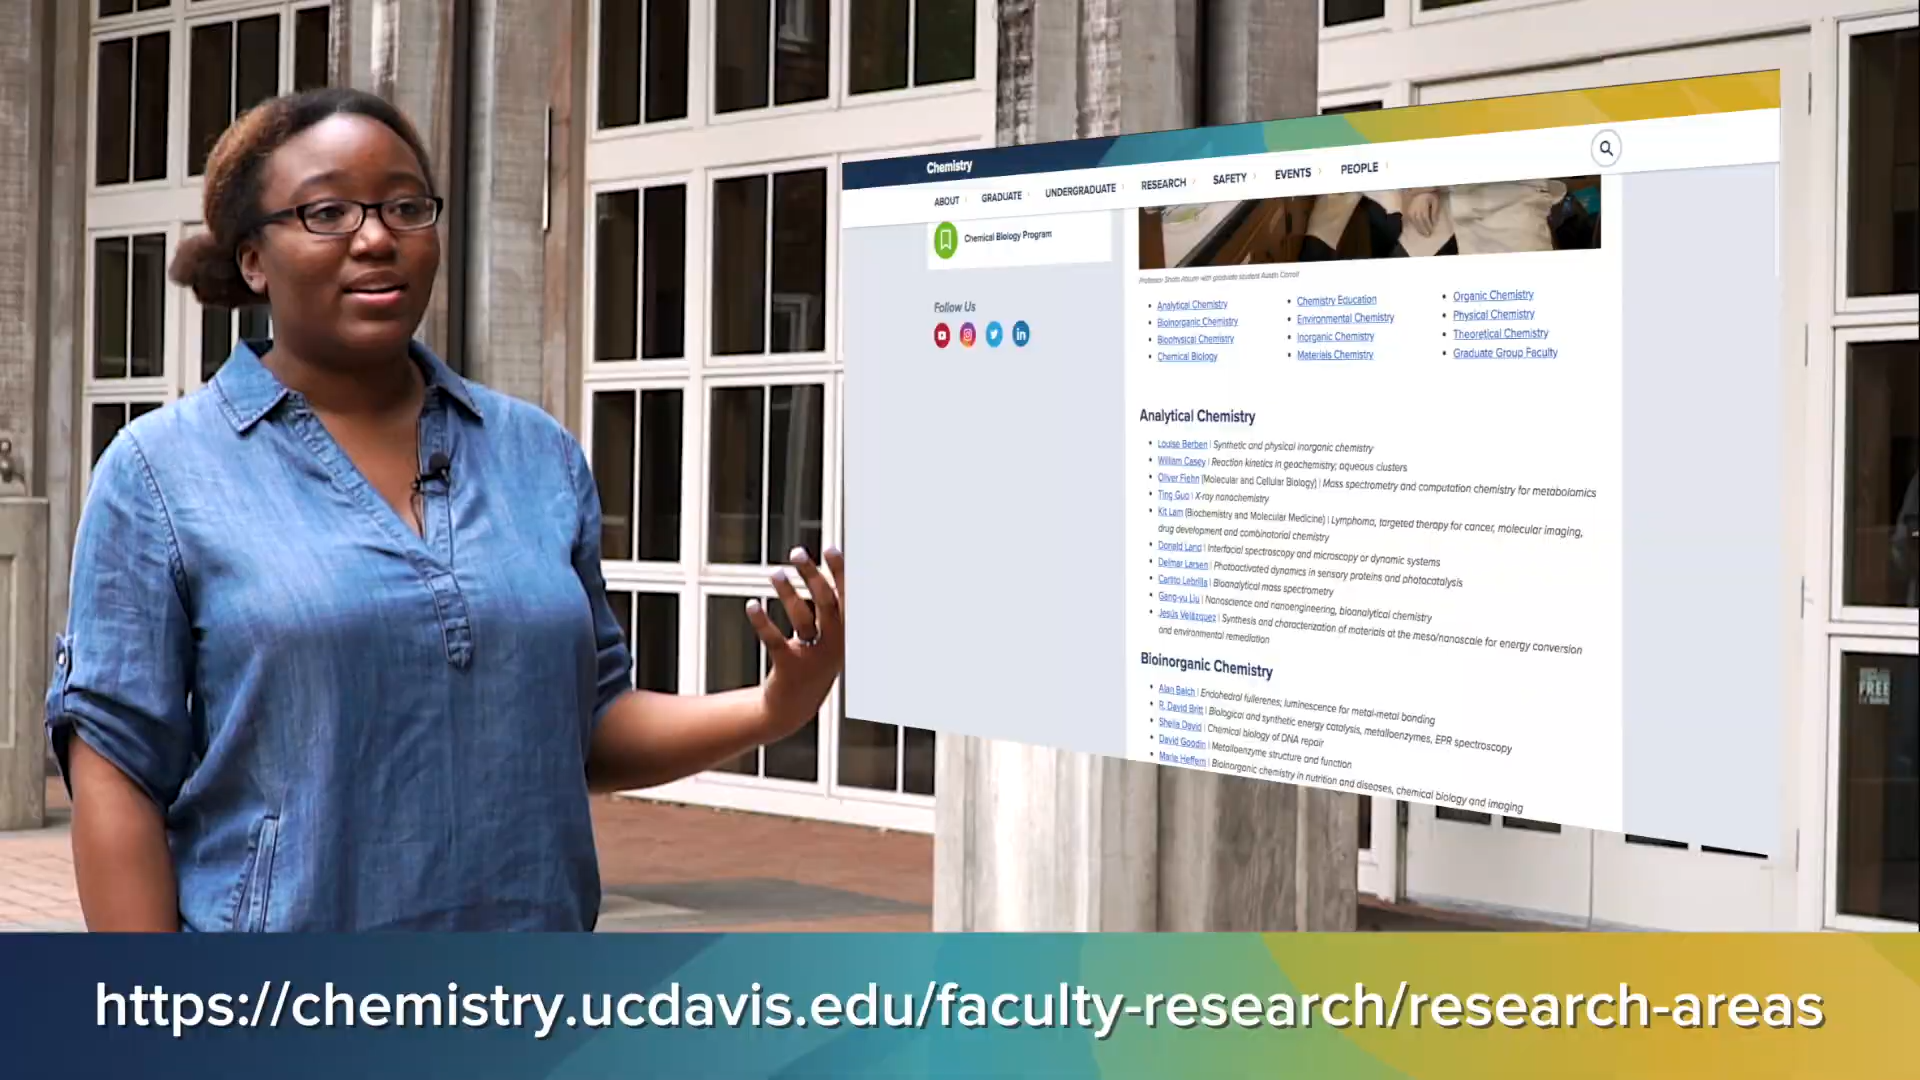 Chemistry
ABOUT
GRADUATE
UNDERGRADUATE
RESEARCH
SAFETY
EVENTS
PEOPLE
Chemical Biology Program
Follow Us
Professor Shota Atsumi with graduate student Austin Carroll
Analytical Chemistry
Bioinorganic Chemistry
Biophysical Chemistry
Chemical Biology
Chemistry Education
Environmental Chemistry
Inorganic Chemistry
Materials Chemistry
Organic Chemistry
Physical Chemistry
Theoretical Chemistry
Graduate Group Faculty
Analytical Chemistry
Louise Berben | Synthetic and physical inorganic chemistry
William Casey | Reaction kinetics in geochemistry; aqueous clusters
Oliver Fiehn (Molecular and Cellular Biology) | Mass spectrometry and computation chemistry for metabolomics
Ting Guo | X-ray nanochemistry
Kit Lam (Biochemistry and Molecular Medicine) | Lymphoma, targeted therapy for cancer, molecular imaging,
drug development and combinatorial chemistry
Donald Land | Interfacial spectroscopy and microscopy or dynamic systems
Delmar Larsen | Photoactivated dynamics in sensory proteins and photocatalysis
Carlito Lebrilla | Bioanalytical mass spectrometry
Gang-yu Liu | Nanoscience and nanoengineering, bioanalytical chemistry
Jesús Velázquez | Synthesis and characterization of materials at the meso/nanoscale for energy conversion
and environmental remediation
Bioinorganic Chemistry
Alan Balch | Endohedral fullerenes; luminescence for metal-metal bonding
R. David Britt | Biological and synthetic energy catalysis, metalloenzymes, EPR spectroscopy
Sheila David | Chemical biology of DNA repair
David Goodin | Metalloenzyme structure and function
Marie Heffern | Bioinorganic chemistry in nutrition and diseases, chemical biology and imaging
FREE
https://chemistry.ucdavis.edu/faculty-research/research-areas